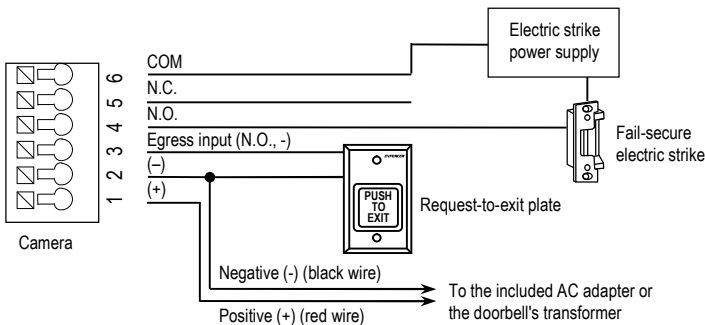 Electric strike
power supply
COM
6
N.C.
5
N.O.
4
Fail-secure
electric strike
Egress input (N.O., -)
3
ENFORCER
(–)
2
PUSH
TO
EXIT
Request-to-exit plate
(+)
1
Camera
Negative (-) (black wire)
To the included AC adapter or
the doorbell's transformer
Positive (+) (red wire)